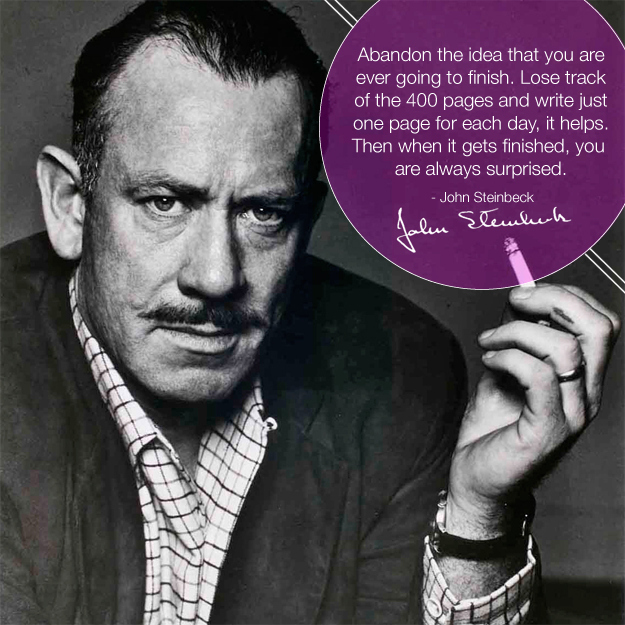 Abandon the idea that you are
ever going to finish. Lose track
of the 400 pages and write just
one page for each day, it helps.
Then when it gets finished, you
are always surprised.
- John Steinbeck
John Steinbeck